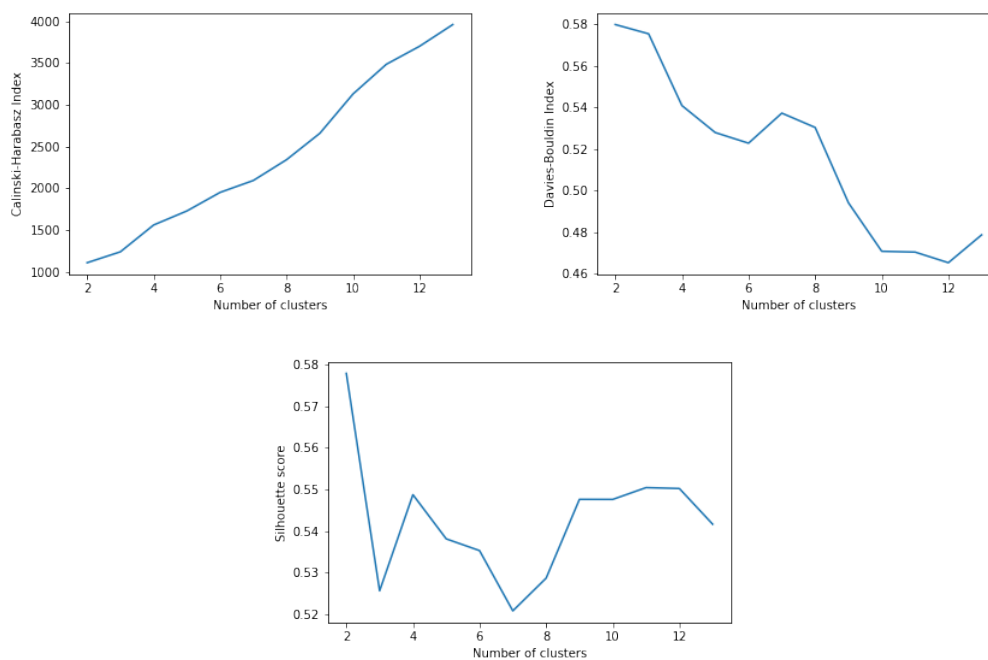 Calinski-Harabasz Index
4000
3500
3000
2500
2000
1500
1000
2 4 6 8 10 12
Number of clusters
Davies-Bouldin Index
0.58
0.56
0.54
0.52
0.50
0.48
0.46
2 4 6 8 10 12
Number of clusters
Silhouette score
0.58
0.57
0.56
0.55
0.54
0.53
0.52
2 4 6 8 10 12
Number of clusters